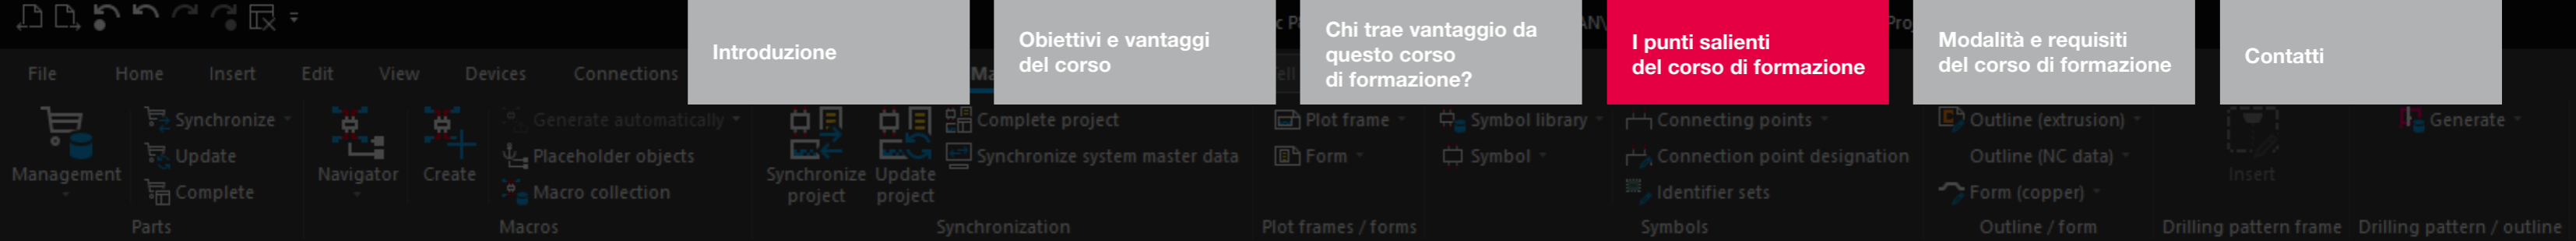 Introduzione
Obiettivi e vantaggi
del corso
Chi trae vantaggio da
questo corso
di formazione?
I punti salienti
del corso di formazione
Modalità e requisiti
del corso di formazione
Contatti
File Home Insert Edit View Devices Connections
Management
Synchronize
Update
Complete
Parts
Navigator
Create
Generate automatically
Placeholder objects
Macro collection
Macros
Synchronize
project
Update
project
Complete project
Synchronize system master data
Synchronization
Plot frame
Form
Plot frames / forms
Symbol library
Symbol
Connecting points
Connection point designation
Identifier sets
Symbols
Outline (extrusion)
Outline (NC data)
Form (copper)
Outline / form
Insert
Drilling pattern frame
Generate
Drilling pattern / outline